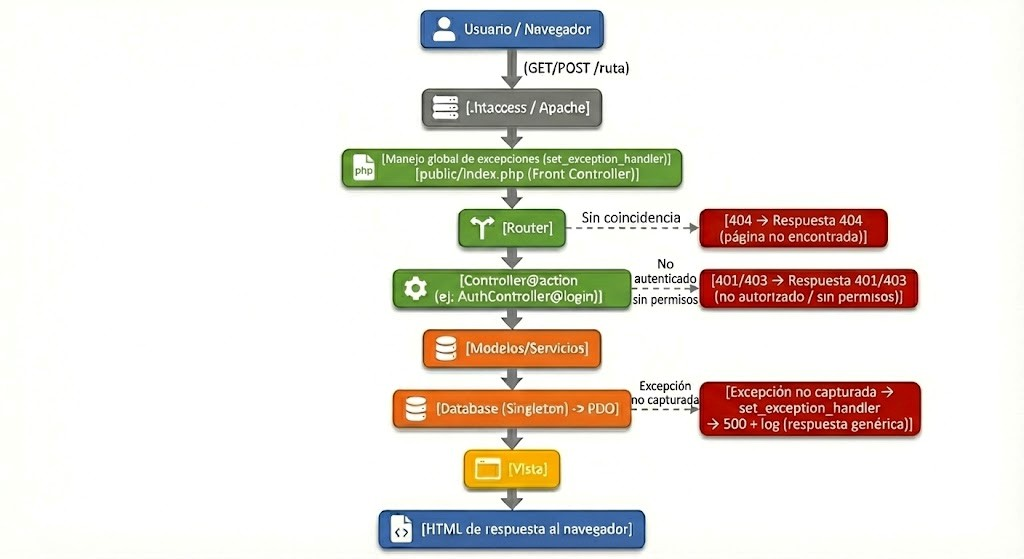 Usuario / Navegador
(GET/POST /ruta)
[.htaccess / Apache]
[Manejo global de excepciones (set_exception_handler)]
php
[public/index.php (Front Controller)]
[Router]
Sin coincidencia
[404 → Respuesta 404
(página no encontrada)]
[Controller@action
(ej: AuthController@login)]
No
autenticado
sin permisos
[401/403 → Respuesta 401/403
(no autorizado / sin permisos)]
[Modelos/Servicios]
[Database (Singleton) -> PDO]
Excepción
no capturada
[Excepción no capturada →
set_exception_handler
→ 500 + log (respuesta genérica)]
[Vista]
[HTML de respuesta al navegador]